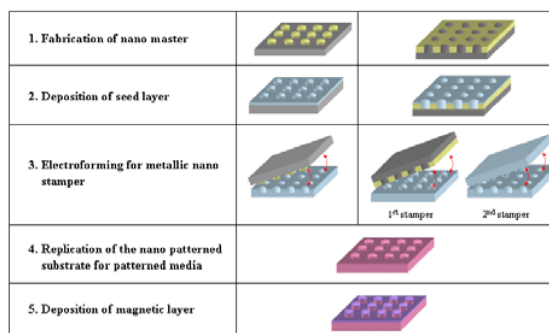 1. Fabrication of nano master
2. Deposition of seed layer
3. Electroforming for metallic nano
stamper
1st stamper
2nd stamper
4. Replication of the nano patterned
substrate for patterned media
5. Deposition of magnetic layer